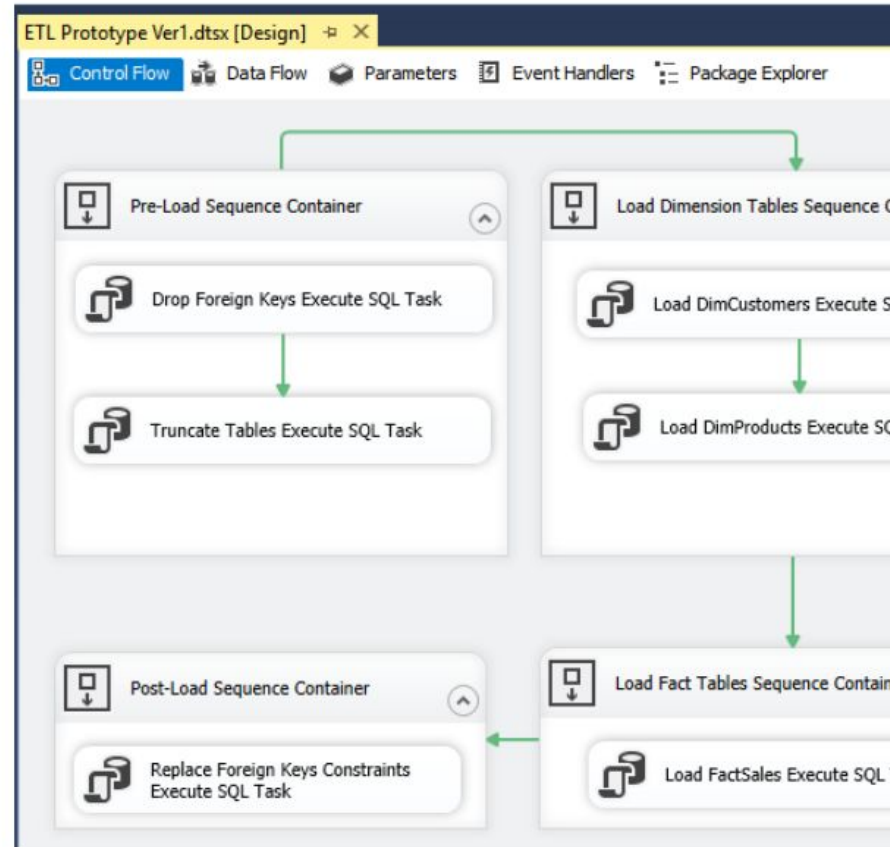 ETL Prototype Ver1.dtsx [Design]
Control Flow Data Flow Parameters Event Handlers Package Explorer
Pre-Load Sequence Container
Drop Foreign Keys Execute SQL Task
Truncate Tables Execute SQL Task
Load Dimension Tables Sequence
Load DimCustomers Execute
Load DimProducts Execute
Load Fact Tables Sequence
Load FactSales Execute SQL
Post-Load Sequence Container
Replace Foreign Keys Constraints
Execute SQL Task